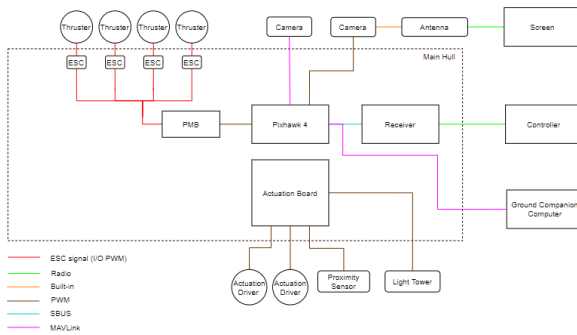 Thruster
Thruster
Thruster
Thruster
Camera
Camera
Antenna
Screen
ESC
ESC
ESC
ESC
Main Hull
PMB
Pixhawk 4
Receiver
Controller
Actuation Board
Ground Companion
Computer
Actuation
Driver
Actuation
Driver
Proximity
Sensor
Light Tower
ESC signal (I/O PWM)
Radio
Built-in
PWM
SBUS
MAVLink